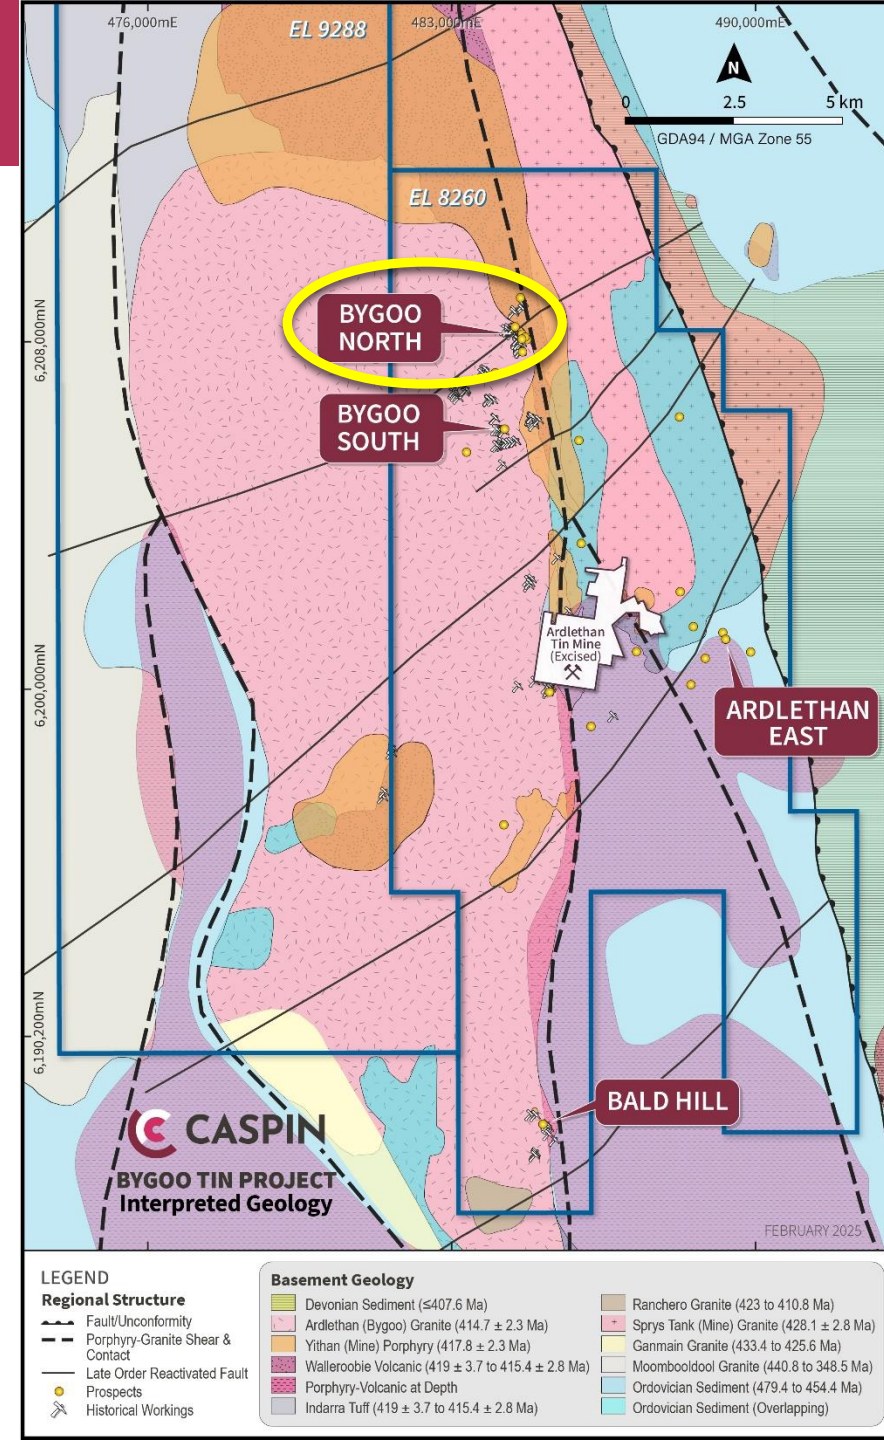 476,000mE
EL 9288
483,000mE
490,000mE
N
0 2.5 5 km
GDA94 / MGA Zone 55
EL 8260
BYGOO
NORTH
6,208,000mN
BYGOO
SOUTH
Ardlethan
Tin Mine
(Excised)
6,200,000mN
ARDLETHAN
EAST
6,190,200mN
BALD HILL
CASPIN
BYGOO TIN PROJECT
Interpreted Geology
FEBRUARY 2025
LEGEND
Regional Structure
Fault/Unconformity
Porphyry-Granite Shear &
Contact
Late Order Reactivated Fault
Prospects
Historical Workings
Basement Geology
Devonian Sediment (≤407.6 Ma)
Ardlethan (Bygoo) Granite (414.7 ± 2.3 Ma)
Yithan (Mine) Porphyry (417.8 ± 2.3 Ma)
Walleroobie Volcanic (419 ± 3.7 to 415.4 ± 2.8 Ma)
Porphyry-Volcanic at Depth
Indarra Tuff (419 ± 3.7 to 415.4 ± 2.8 Ma)
Ranchero Granite (423 to 410.8 Ma)
Sprys Tank (Mine) Granite (428.1 ± 2.8 Ma)
Ganmain Granite (433.4 to 425.6 Ma)
Moombooldool Granite (440.8 to 348.5 Ma)
Ordovician Sediment (479.4 to 454.4 Ma)
Ordovician Sediment (Overlapping)